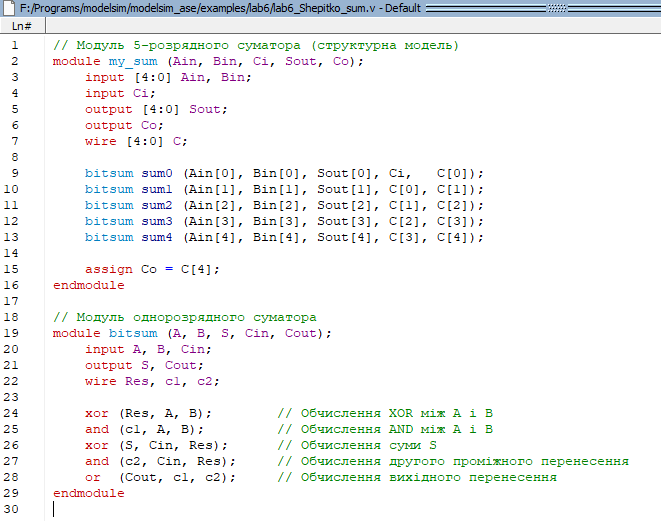 F:/Programs/modelsim/modelsim_ase/examples/lab6/lab6_Shepitko_sum.v - Default
Ln#
1 // Модуль 5-розрядного суматора (структурна модель)
2 module my_sum (Ain, Bin, Ci, Sout, Co);
3 input [4:0] Ain, Bin;
4 input Ci;
5 output [4:0] Sout;
6 output Co;
7 wire [4:0] C;
8
9 bitsum sum0 (Ain[0], Bin[0], Sout[0], Ci, C[0]);
10 bitsum sum1 (Ain[1], Bin[1], Sout[1], C[0], C[1]);
11 bitsum sum2 (Ain[2], Bin[2], Sout[2], C[1], C[2]);
12 bitsum sum3 (Ain[3], Bin[3], Sout[3], C[2], C[3]);
13 bitsum sum4 (Ain[4], Bin[4], Sout[4], C[3], C[4]);
14
15 assign Co = C[4];
16 endmodule
17
18 // Модуль однорозрядного суматора
19 module bitsum (A, B, S, Cin, Cout);
20 input A, B, Cin;
21 output S, Cout;
22 wire Res, c1, c2;
23
24 xor (Res, A, B); // Обчислення XOR між A і B
25 and (c1, A, B); // Обчислення AND між A і B
26 xor (S, Cin, Res); // Обчислення суми S
27 and (c2, Cin, Res); // Обчислення другого проміжного перенесення
28 or (Cout, c1, c2); // Обчислення вихідного перенесення
29 endmodule
30